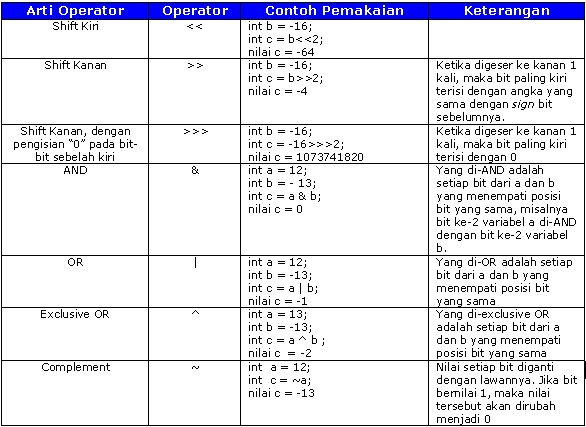 Arti Operator Operator Contoh Pemakaian Keterangan
Shift Kiri << int b = -16;
int c = b<<2;
nilai c = -64
Shift Kanan >> int b = -16; Ketika digeser ke kanan 1
int c = b>>2; kali, maka bit paling kiri
nilai c = -4 terisi dengan angka yang
sama dengan sign bit
sebelumnya.
Shift Kanan, dengan >>> int b = -16; Ketika digeser ke kanan 1
pengisian “0” pada bit- int c = -16>>>2; kali, maka bit paling kiri
bit sebelah kiri nilai c = 1073741820 terisi dengan 0
AND & int a = 12; Yang di-AND adalah
int b = - 13; setiap bit dari a dan b
int c = a & b; yang menempati posisi
nilai c = 0 bit yang sama, misalnya
bit ke-2 variabel a di-AND
dengan bit ke-2 variabel
b.
OR | int a = 12; Yang di-OR adalah setiap
int b = -13; bit dari a dan b yang
int c = a | b; menempati posisi bit
nilai c = -1 yang sama
Exclusive OR ^ int a = 13; Yang di-exclusive OR
int b = -13; adalah setiap bit dari a
int c = a ^ b ; dan b yang menempati
nilai c = -2 posisi bit yang sama
Complement ~ int a = 12; Nilai setiap bit diganti
int c = ~a; dengan lawannya. Jika bit
nilai c = -13 bernilai 1, maka nilai
tersebut akan dirubah
menjadi 0